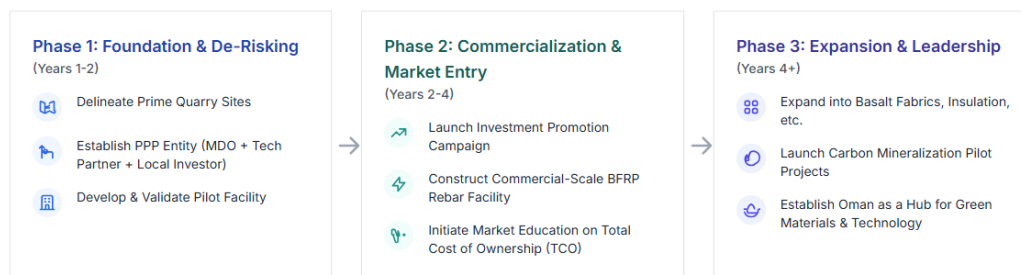 Phase 1: Foundation & De-Risking
(Years 1-2)
Delineate Prime Quarry Sites
Establish PPP Entity (MDO + Tech
Partner + Local Investor)
Develop & Validate Pilot Facility
Phase 2: Commercialization &
Market Entry
(Years 2-4)
Launch Investment Promotion
Campaign
Construct Commercial-Scale BFRP
Rebar Facility
Initiate Market Education on Total
Cost of Ownership (TCO)
Phase 3: Expansion & Leadership
(Years 4+)
Expand into Basalt Fabrics, Insulation,
etc.
Launch Carbon Mineralization Pilot
Projects
Establish Oman as a Hub for Green
Materials & Technology